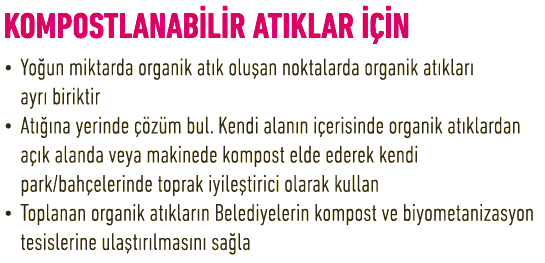 KOMPOSTLANABİLİR ATIKLAR İÇİN
• Yoğun miktarda organik atık oluşan noktalarda organik atıkları
ayrı biriktir
• Atığına yerinde çözüm bul. Kendi alanın içerisinde organik atıklardan
açık alanda veya makinede kompost elde ederek kendi
park/bahçelerinde toprak iyileştirici olarak kullan
• Toplanan organik atıkların Belediyelerin kompost ve biyometanizasyon
tesislerine ulaştırılmasını sağla